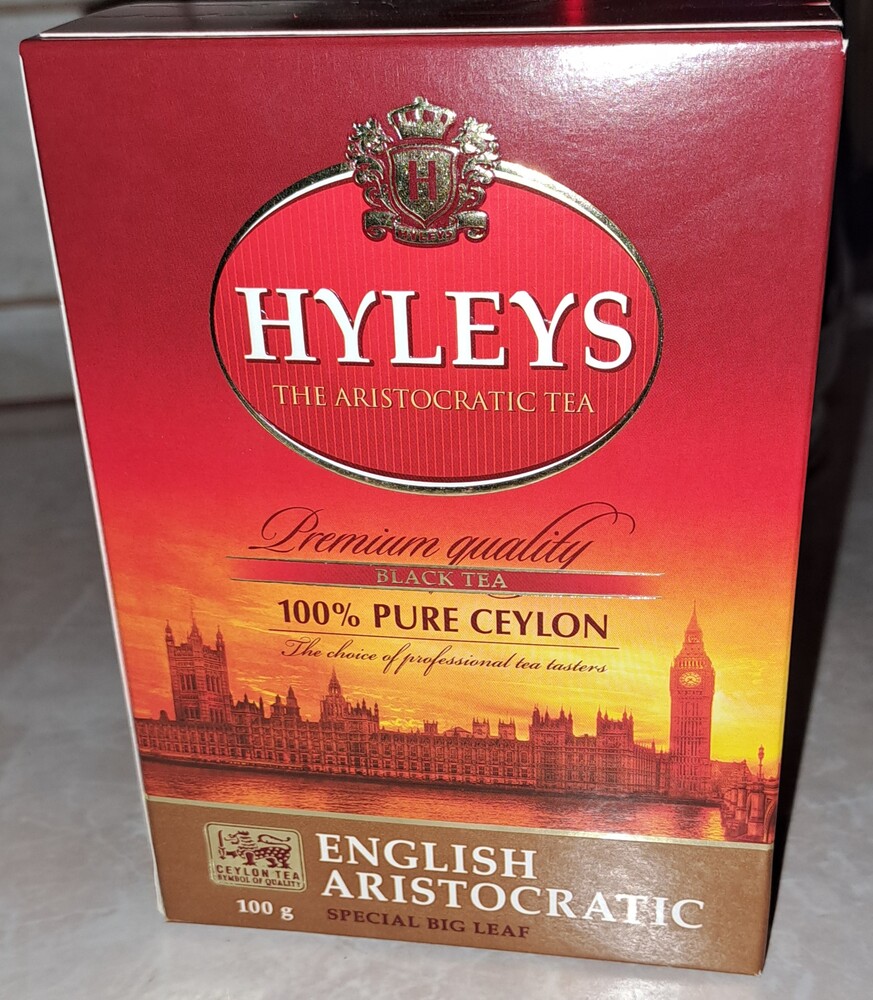 H
HYLEYS
HYLEYS
THE ARISTOCRATIC TEA
Premium quality
BLACK TEA
100% PURE CEYLON
The choice of professional tea tasters
CEYLON TEA
SYMBOL OF QUALITY
ENGLISH
ARISTOCRATIC
100 g
SPECIAL BIG LEAF